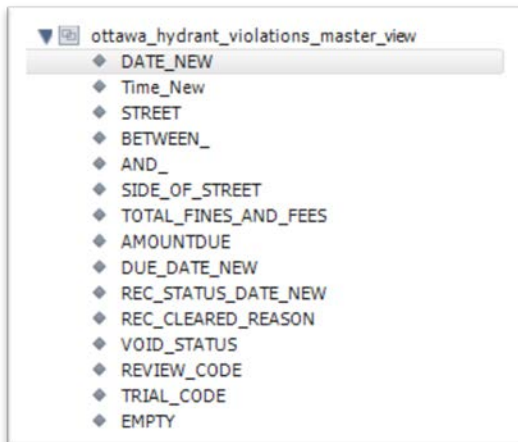 ottawa_hydrant_violations_master_view
DATE_NEW
Time_New
STREET
BETWEEN_
AND_
SIDE_OF_STREET
TOTAL_FINES_AND_FEES
AMOUNTDUE
DUE_DATE_NEW
REC_STATUS_DATE_NEW
REC_CLEARED_REASON
VOID_STATUS
REVIEW_CODE
TRIAL_CODE
EMPTY